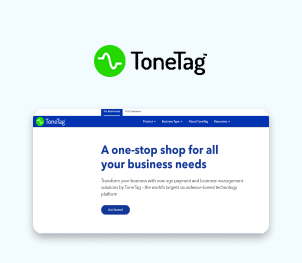 ToneTag™
For Businesses For Customers
ToneTag Product Business Type About ToneTag Resources
A one-stop shop for all
your business needs
Transform your business with new age payment and business management
solutions by ToneTag - the world's largest soundwave-based technology
platform
Get Started